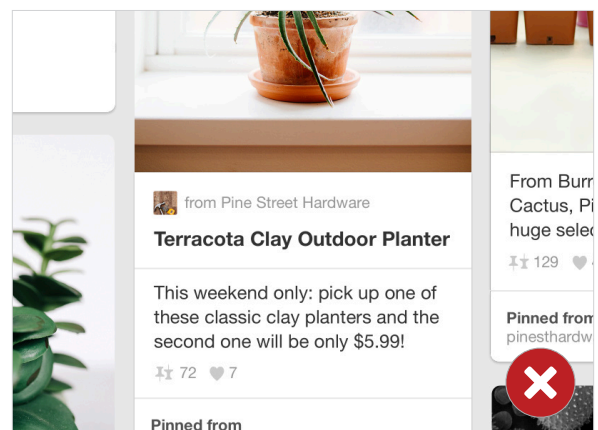 from Pine Street Hardware
Terracota Clay Outdoor Planter
This weekend only: pick up one of
these classic clay planters and the
second one will be only $5.99!
72 7
Pinned from
From Burr
Cactus, Pi
huge selec
129
Pinned from
pinesthardw